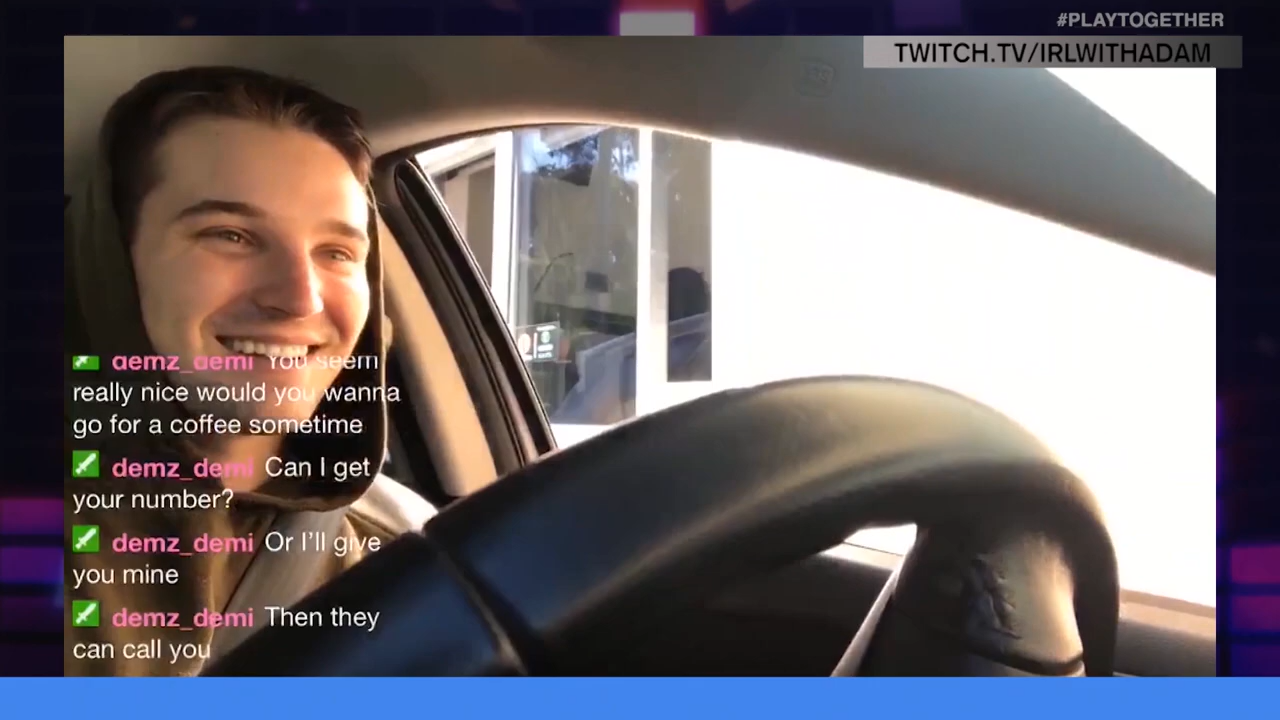 #PLAYTOGETHER
TWITCH.TV/IRLWITHADAM
demz_demi You seem
really nice would you wanna
go for a coffee sometime
demz_demi Can I get
your number?
demz_demi Or I'll give
you mine
demz_demi Then they
can call you